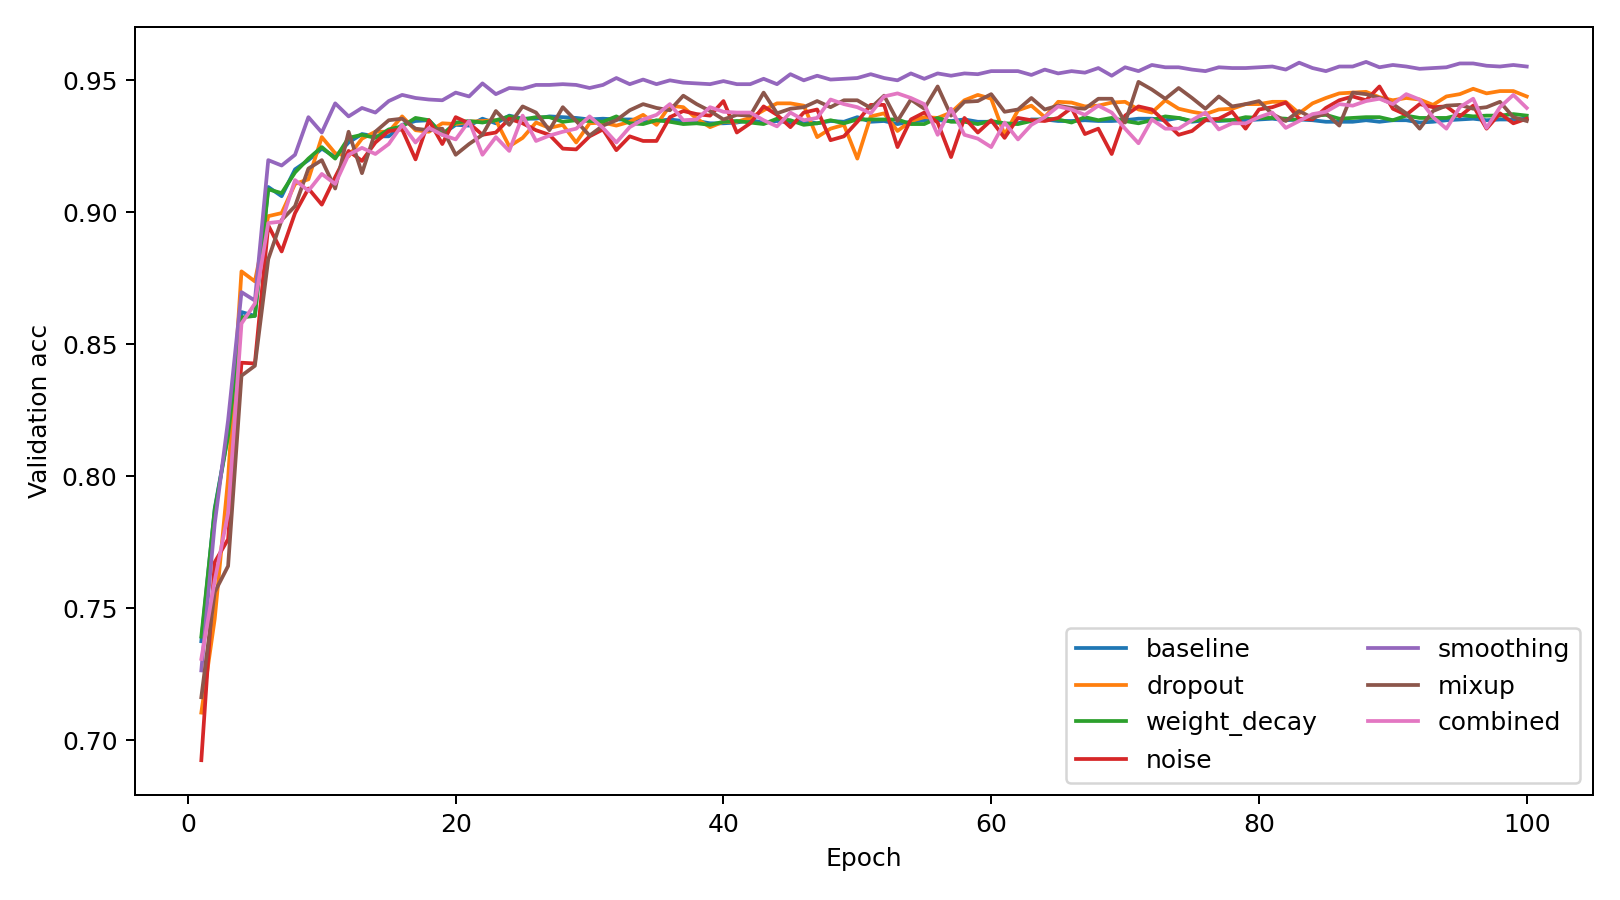 Validation acc
0.95
0.90
0.85
0.80
0.75
0.70
0
20
40
60
80
100
Epoch
baseline
dropout
weight_decay
noise
smoothing
mixup
combined